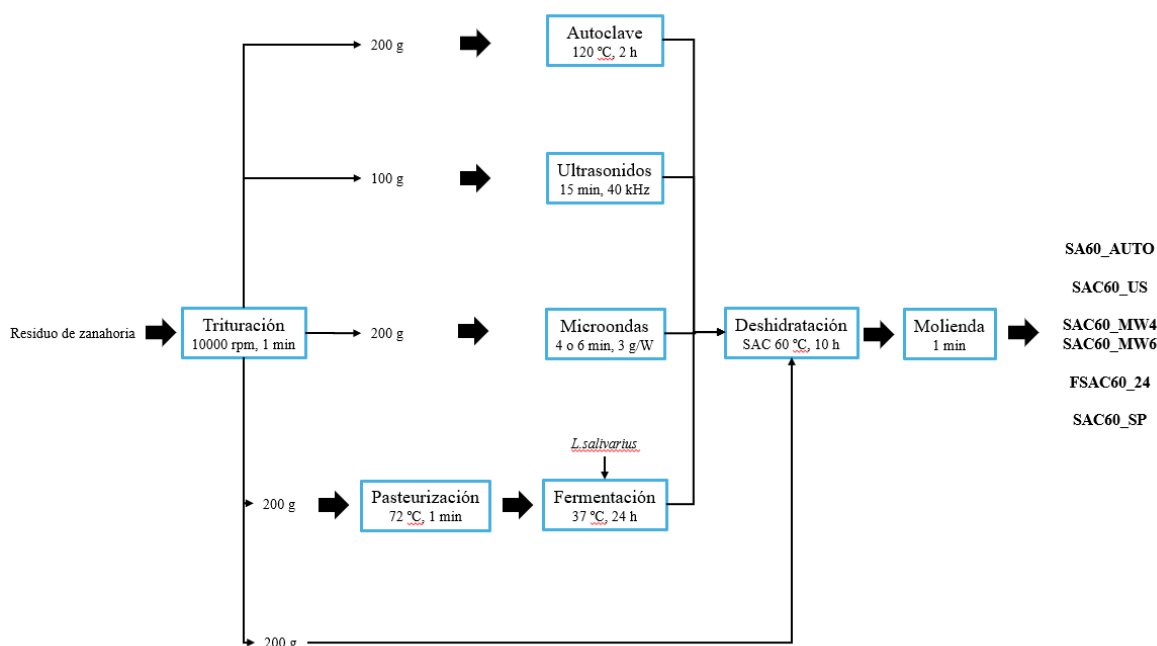 200 g
Autoclave
120 ℃, 2 h
100 g
Ultrasonidos
15 min, 40 kHz
Residuo de zanahoria
Trituración
10000 rpm, 1 min
200 g
Microondas
4 o 6 min, 3 g/W
Deshidratación
SAC 60 ℃, 10 h
Molienda
1 min
SA60_AUTO
SAC60_US
SAC60_MW4
SAC60_MW6
FSAC60_24
SAC60_SP
L.salivarius
200 g
Pasteurización
72 ℃, 1 min
Fermentación
37 ℃, 24 h
200 g